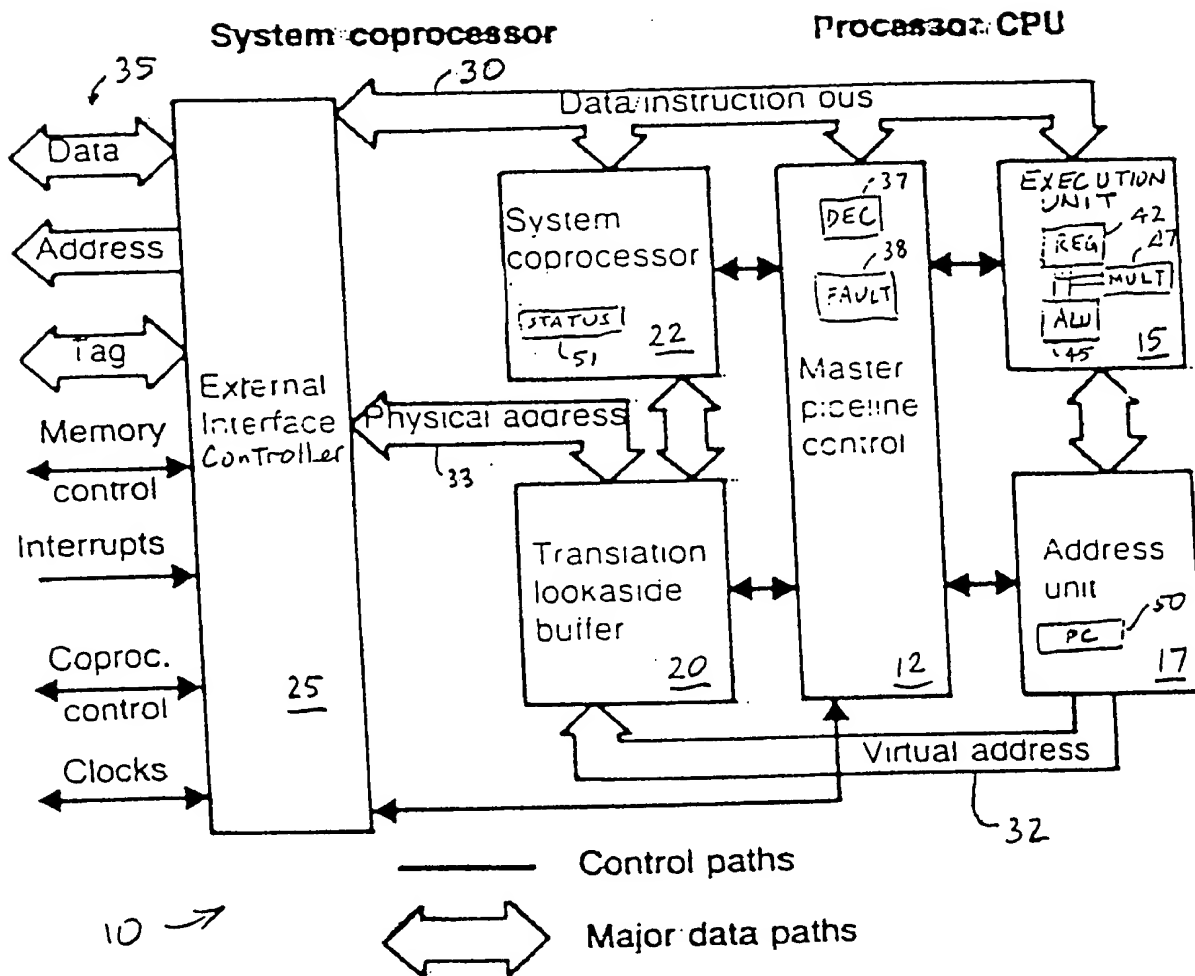 System coprocessor
Processor CPU
35
30
Data/instruction ous
Data
Address
Tag
Memory
control
Interrupts
Coproc.
control
Clocks
External
Interface
Controller
25
Physical address
33
System
coprocessor
STATUS
51
22
Translation
lookaside
buffer
20
37
DEC
38
FAULT
Master
piceline
control
12
EXECUTION
UNIT
42
REG
47
MULT
ALU
45
15
Address
unit
50
PC
17
Virtual address
32
Control paths
10
Major data paths